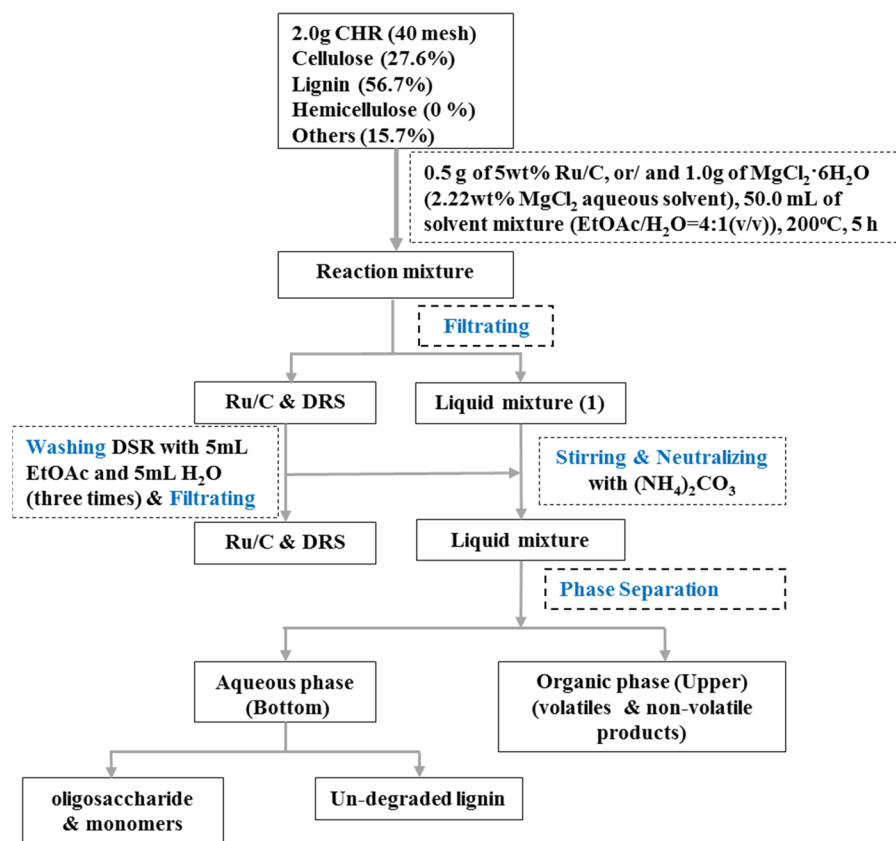 2.0g CHR (40 mesh)
Cellulose (27.6%)
Lignin (56.7%)
Hemicellulose (0 %)
Others (15.7%)
0.5 g of 5wt% Ru/C, or/ and 1.0g of MgCl₂·6H₂O
(2.22wt% MgCl₂ aqueous solvent), 50.0 mL of
solvent mixture (EtOAc/H₂O=4:1(v/v)), 200°C, 5 h
Reaction mixture
Filtrating
Ru/C & DRS
Liquid mixture (1)
Washing DSR with 5mL
EtOAc and 5mL H₂O
(three times) & Filtrating
Stirring & Neutralizing
with (NH₄)₂CO₃
Ru/C & DRS
Liquid mixture
Phase Separation
Aqueous phase
(Bottom)
Organic phase (Upper)
(volatiles & non-volatile
products)
oligosaccharide
& monomers
Un-degraded lignin